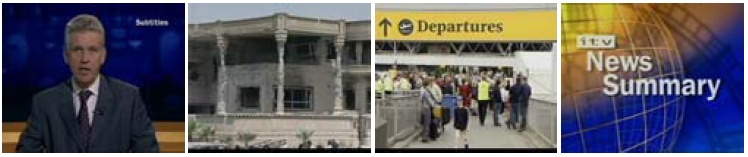 Subtitles
↑ Departures
itv
News
Summary